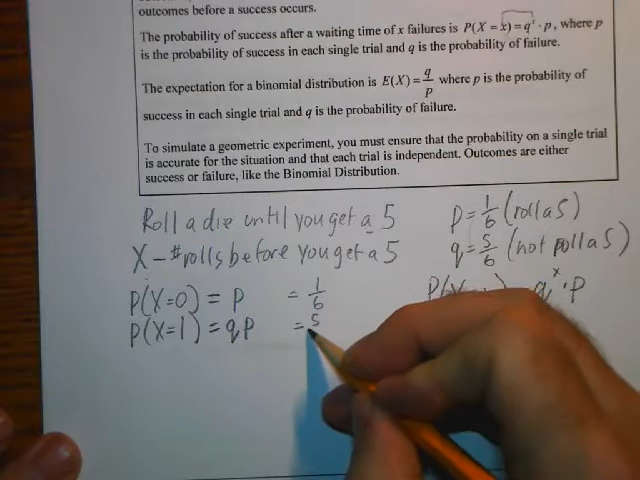 outcomes before a success occurs.
The probability of success after a waiting time of x failures is P(X = x) = qˣ · p, where p
is the probability of success in each single trial and q is the probability of failure.
The expectation for a binomial distribution is E(X) = q/p where p is the probability of
success in each single trial and q is the probability of failure.
To simulate a geometric experiment, you must ensure that the probability on a single trial
is accurate for the situation and that each trial is independent. Outcomes are either
success or failure, like the Binomial Distribution.
Roll a die until you get a 5
p = 1/6 (roll a 5)
X - # rolls before you get a 5
q = 5/6 (not roll a 5)
P(X=0) = p = 1/6
qˣ · p
P(X=1) = qp = 5